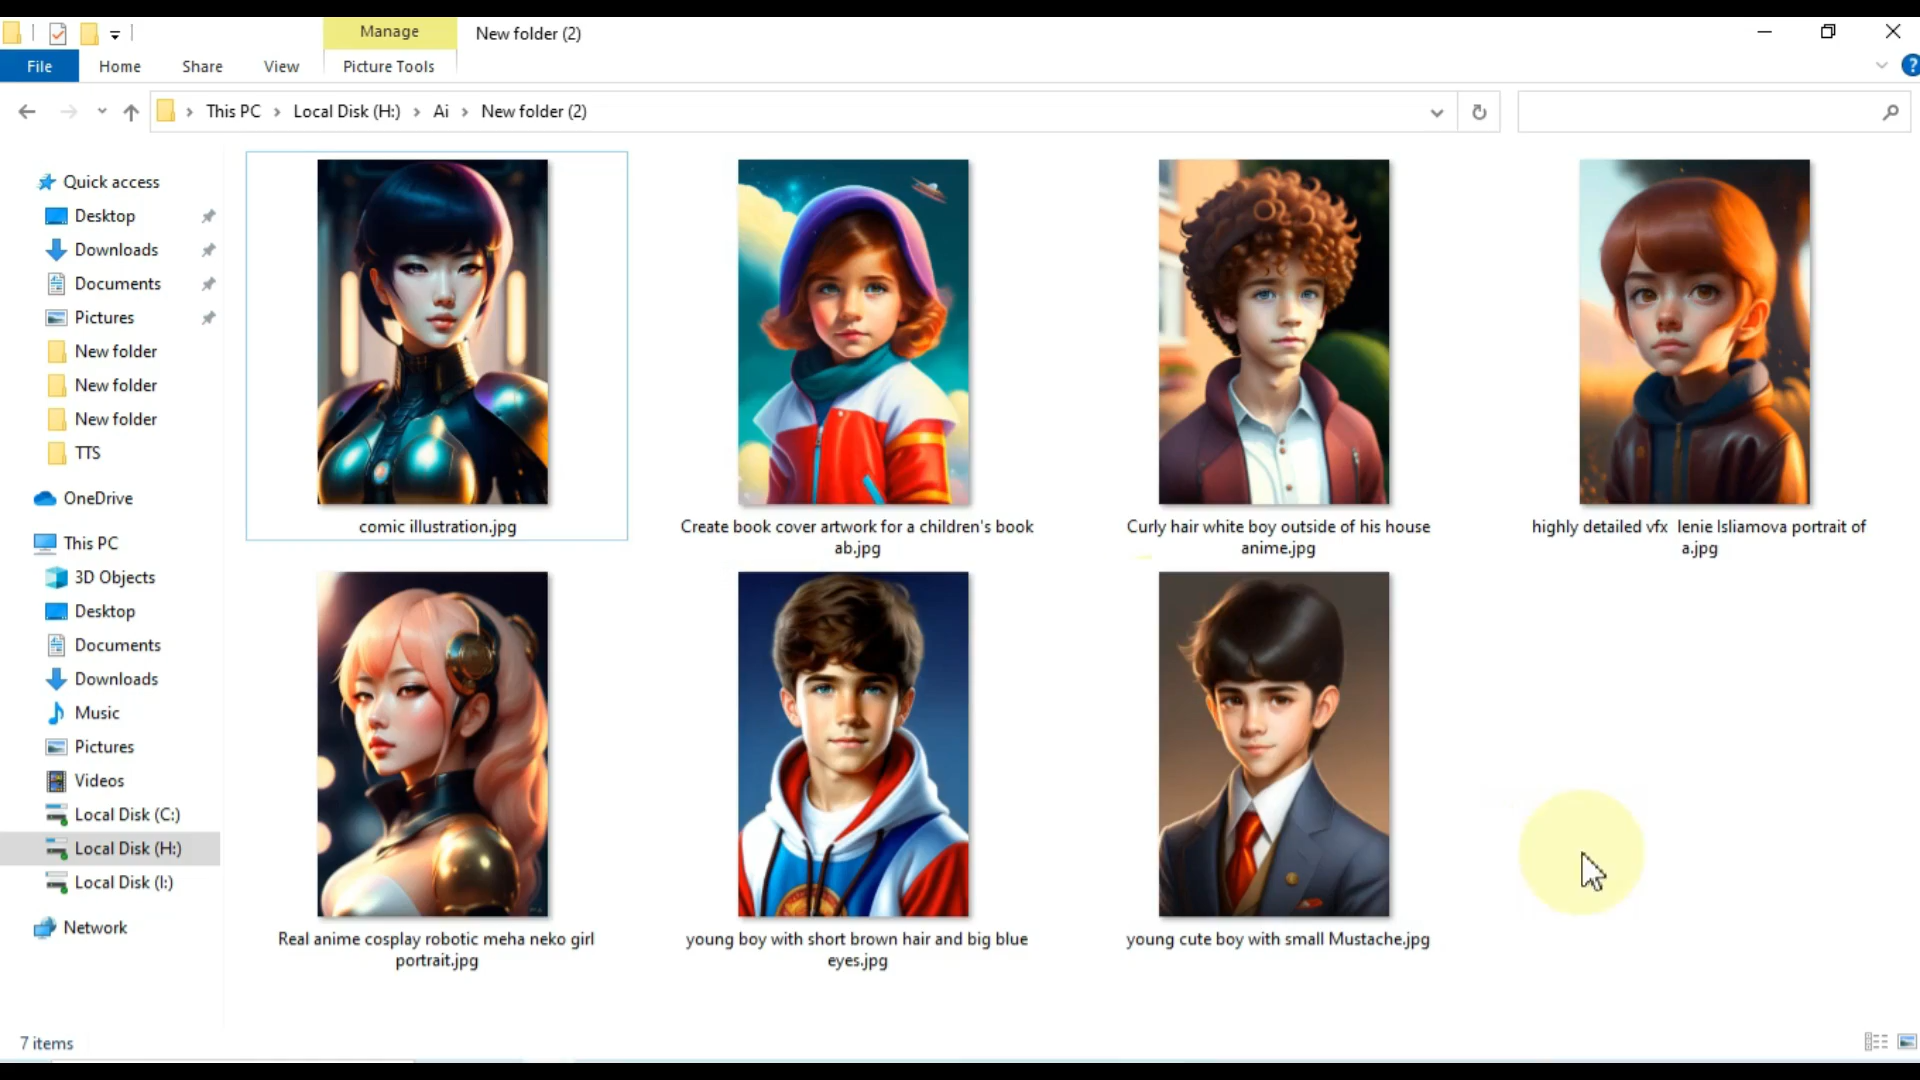 Manage
New folder (2)
File
Home
Share
View
Picture Tools
?
This PC
Local Disk (H:)
Ai
New folder (2)
Quick access
Desktop
Downloads
Documents
Pictures
New folder
New folder
New folder
TTS
OneDrive
This PC
3D Objects
Desktop
Documents
Downloads
Music
Pictures
Videos
Local Disk (C:)
Local Disk (H:)
Local Disk (I:)
Network
comic illustration.jpg
Create book cover artwork for a children's book
ab.jpg
Curly hair white boy outside of his house
anime.jpg
highly detailed vfx lenie lsliamova portrait of
a.jpg
Real anime cosplay robotic meha neko girl
portrait.jpg
young boy with short brown hair and big blue
eyes.jpg
young cute boy with small Mustache.jpg
7 items